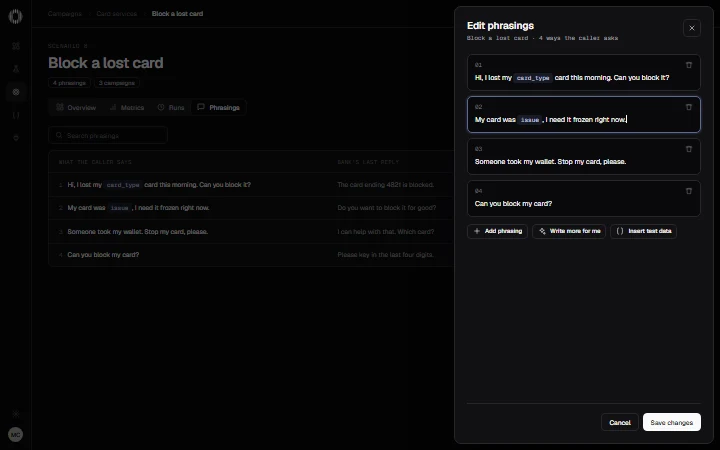 Campaigns › Card services › Block a lost card
SCENARIO 8
Block a lost card
4 phrasings
3 campaigns
Overview
Metrics
Runs
Phrasings
Search phrasings
WHAT THE CALLER SAYS
BANK'S LAST REPLY
1 Hi, I lost my card_type card this morning. Can you block it?
The card ending 4821 is blocked.
2 My card was issue , I need it frozen right now.
Do you want to block it for good?
3 Someone took my wallet. Stop my card, please.
I can help with that. Which card?
4 Can you block my card?
Please key in the last four digits.
MC
Edit phrasings
Block a lost card · 4 ways the caller asks
01
Hi, I lost my card_type card this morning. Can you block it?
02
My card was issue , I need it frozen right now.
03
Someone took my wallet. Stop my card, please.
04
Can you block my card?
Add phrasing
Write more for me
Insert test data
Cancel
Save changes